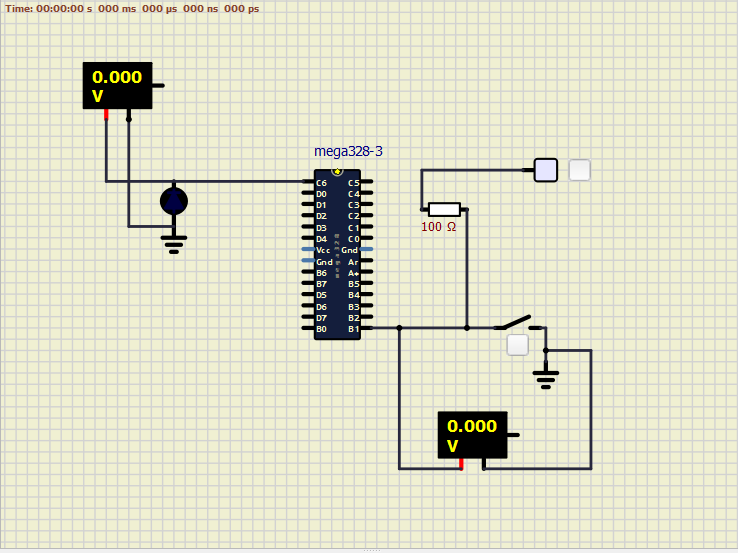 Time: 00:00:00 s  000 ms  000 µs  000 ns  000 ps
0.000
V
mega328-3
C6 C5
D0 C4
D1 C3
D2 C2
D3 C1
D4 C0
Vcc Gnd
Gnd Ar
B6 A+
B7 B5
D5 B4
D6 B3
D7 B2
B0 B1
100 Ω
0.000
V